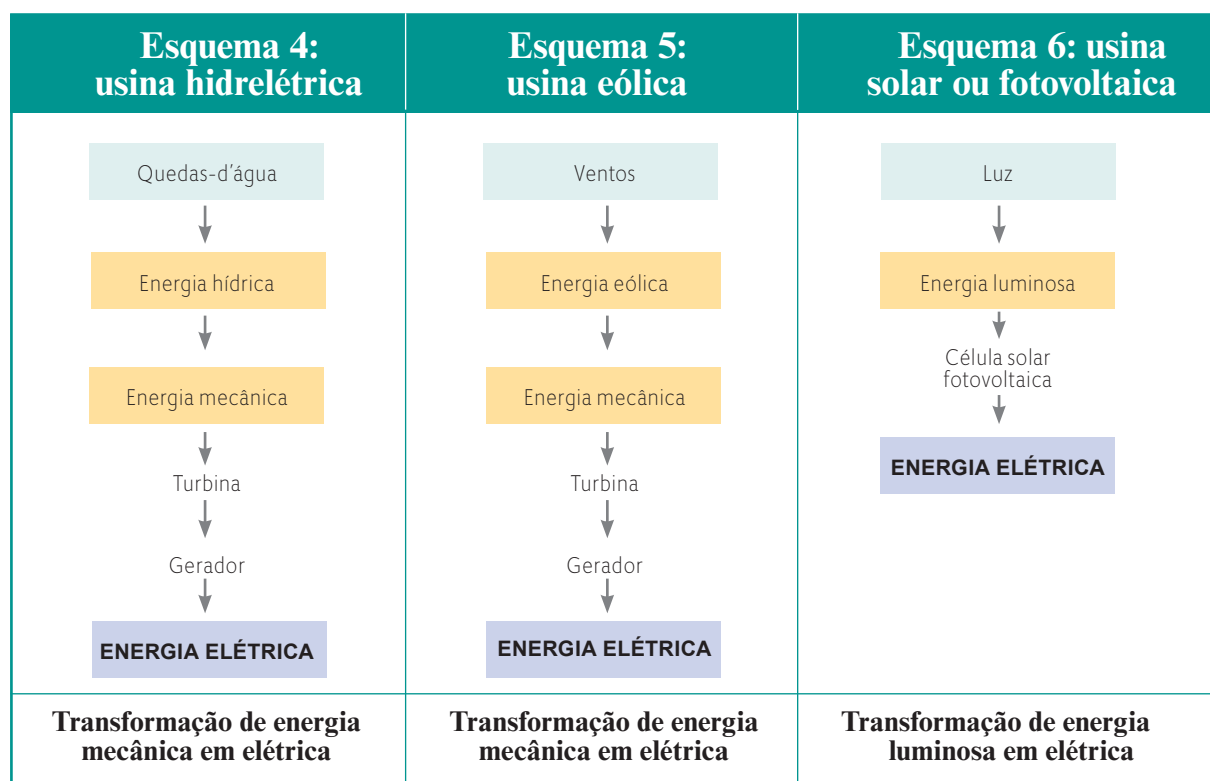 Esquema 4:
usina hidrelétrica
Quedas-d'água
Energia hídrica
Energia mecânica
Turbina
Gerador
ENERGIA ELÉTRICA
Transformação de energia
mecânica em elétrica
Esquema 5:
usina eólica
Ventos
Energia eólica
Energia mecânica
Turbina
Gerador
ENERGIA ELÉTRICA
Transformação de energia
mecânica em elétrica
Esquema 6: usina
solar ou fotovoltaica
Luz
Energia luminosa
Célula solar
fotovoltaica
ENERGIA ELÉTRICA
Transformação de energia
luminosa em elétrica